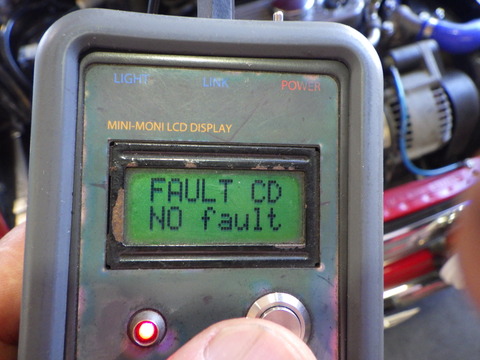 LIGHT LINK POWER
MINI-MONI LCD DISPLAY
FAULT CD
NO fault